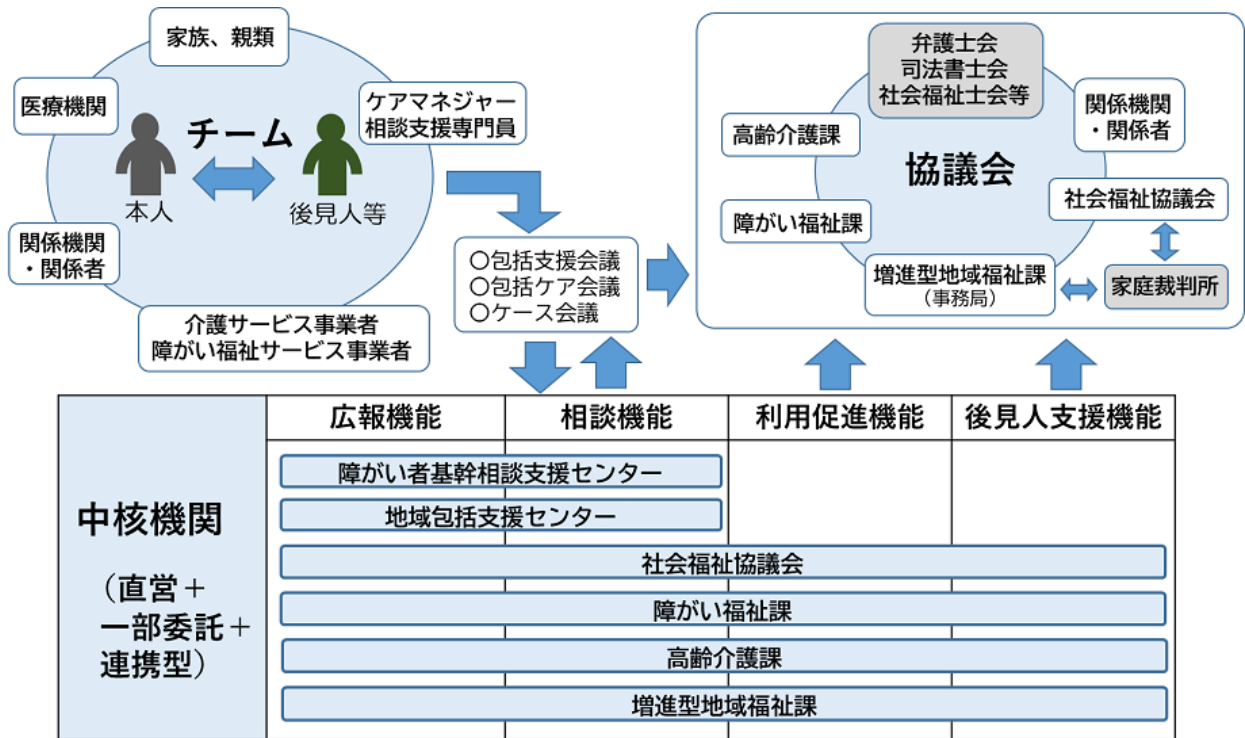 家族、親類
医療機関
チーム
ケアマネジャー
相談支援専門員
本人
後見人等
関係機関
・関係者
介護サービス事業者
障がい福祉サービス事業者
○包括支援会議
○包括ケア会議
○ケース会議
弁護士会
司法書士会
社会福祉士会等
関係機関
・関係者
高齢介護課
協議会
社会福祉協議会
障がい福祉課
増進型地域福祉課
（事務局）
家庭裁判所
中核機関
（直営＋
一部委託＋
連携型）
広報機能
相談機能
利用促進機能
後見人支援機能
障がい者基幹相談支援センター
地域包括支援センター
社会福祉協議会
障がい福祉課
高齢介護課
増進型地域福祉課